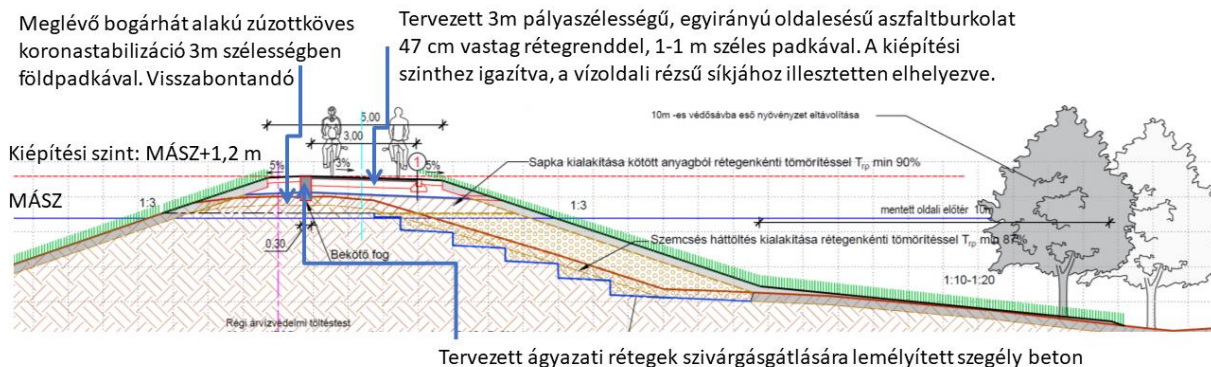 Meglévő bogárhát alakú zúzottköves
koronastabilizáció 3m szélességben
földpadkával. Visszabontandó
Tervezett 3m pályaszélességű, egyirányú oldalesésű aszfaltburkolat
47 cm vastag rétegrenddel, 1-1 m széles padkával. A kiépítési
szinthez igazítva, a vízoldali rézsű síkjához illesztetten elhelyezve.
10m -es védősávba eső nyövényzet eltávolítása
5,00
3,00
Kiépítési szint: MÁSZ+1,2 m
5%
3%
1
5%
Sapka kialakítása kötött anyagból rétegenkénti tömörítéssel Trρ min 90%
MÁSZ
1:3
1:3
mentett oldali előtér 10m
0,30
Bekötő fog
Szemcsés háttöltés kialakítása rétegenkénti tömörítéssel Trρ min 87%
1:10-1:20
Régi árvízvédelmi töltéstest
Tervezett ágyazati rétegek szivárgásgátlására lemélyített szegély beton